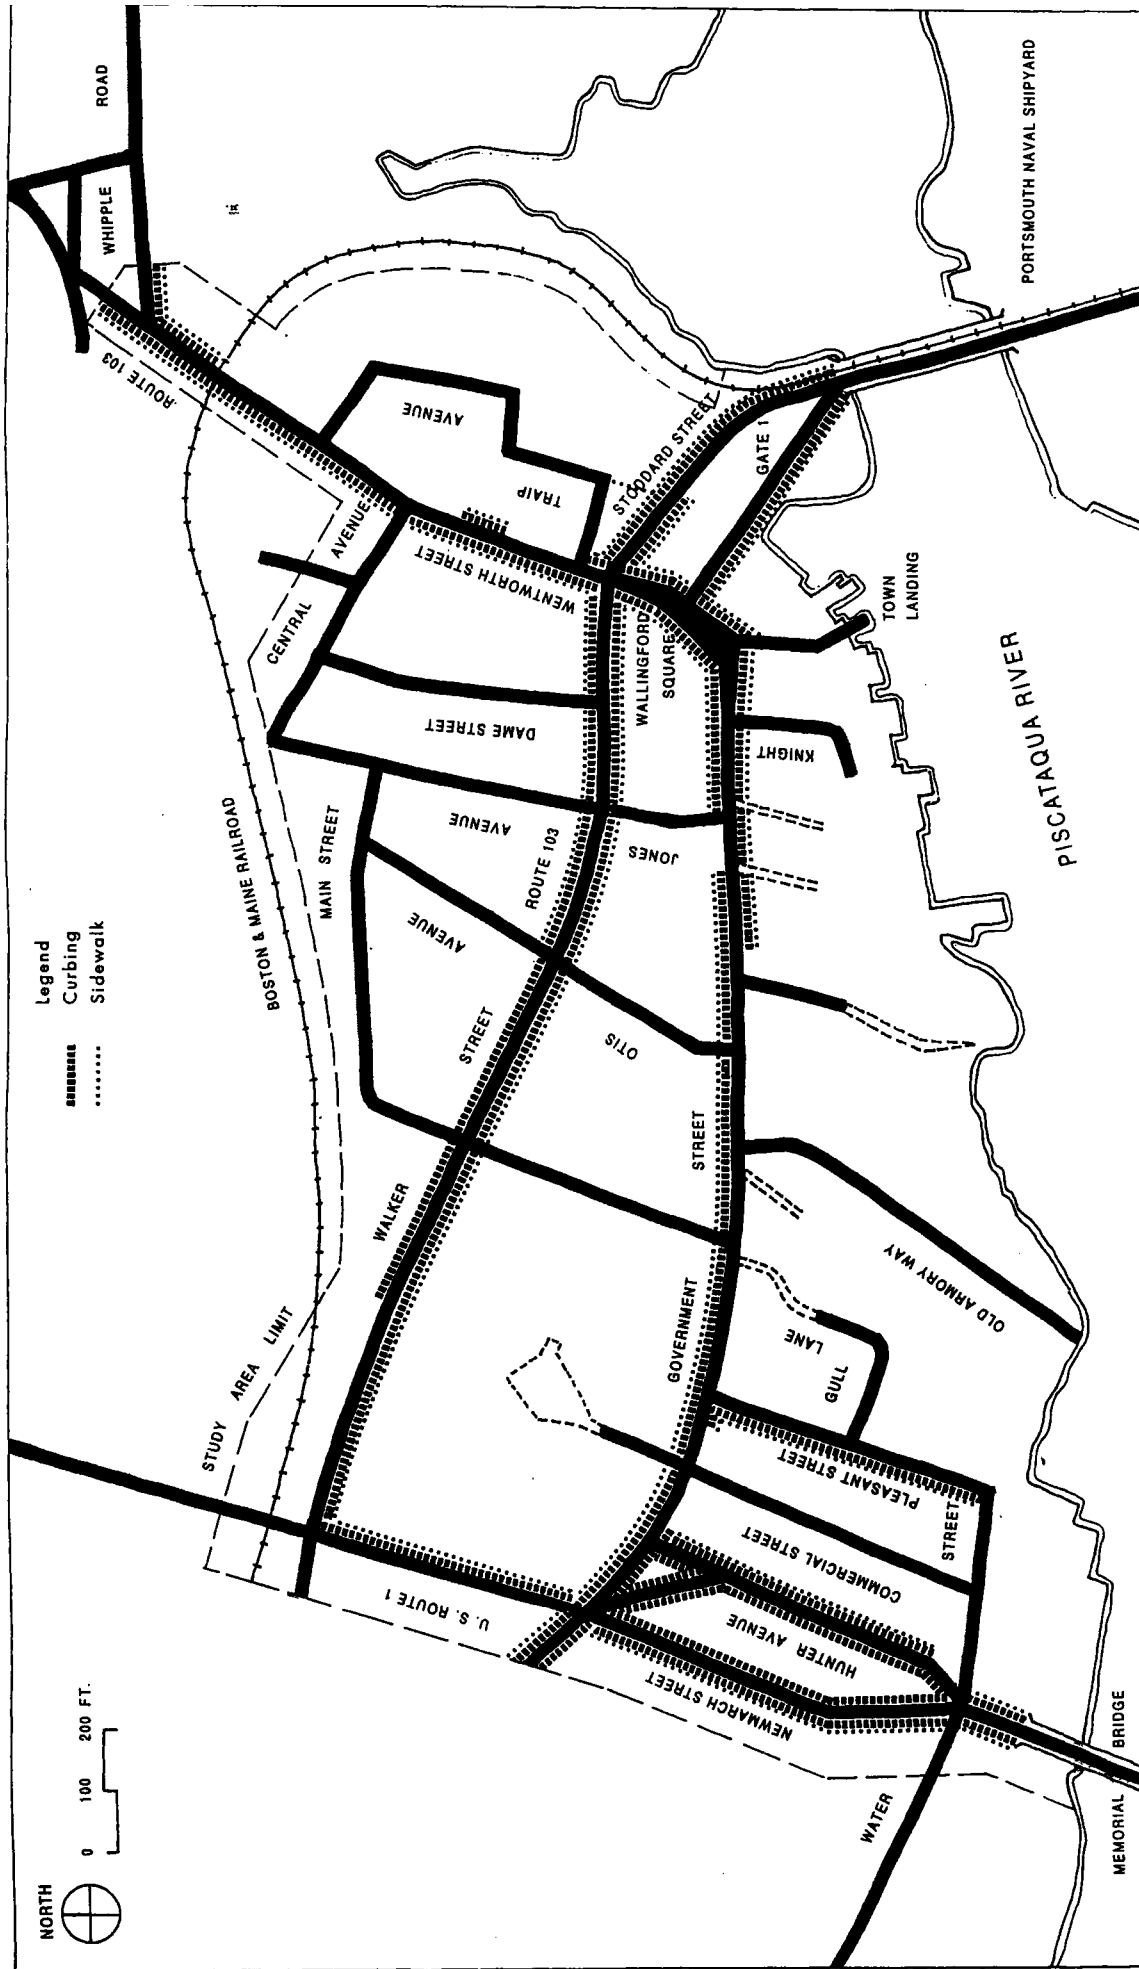 NORTH
0 100 200 FT.
Legend
Curbing
Sidewalk
STUDY AREA LIMIT
BOSTON & MAINE RAILROAD
ROUTE 103
WHIPPLE ROAD
U.S. ROUTE 1
WALKER STREET
ROUTE 103
MAIN STREET
OTIS AVENUE
JONES AVENUE
DAME STREET
CENTRAL AVENUE
WENTWORTH STREET
TRAIP AVENUE
STODDARD STREET
GATE 1
WALLINGFORD
SQUARE
GOVERNMENT STREET
KNIGHT
TOWN
LANDING
NEWMARCH STREET
HUNTER AVENUE
COMMERCIAL STREET
PLEASANT STREET
GULL LANE
OLD ARMORY WAY
WATER STREET
MEMORIAL BRIDGE
PISCATAQUA RIVER
PORTSMOUTH NAVAL SHIPYARD